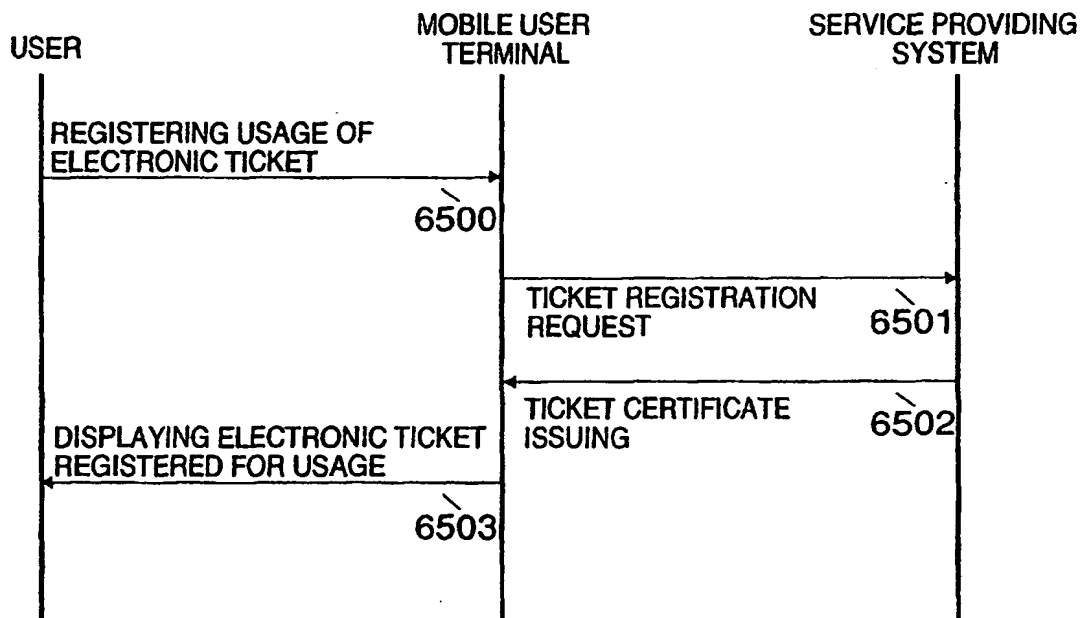 USER
MOBILE USER
TERMINAL
SERVICE PROVIDING
SYSTEM
REGISTERING USAGE OF
ELECTRONIC TICKET
6500
TICKET REGISTRATION
REQUEST
6501
TICKET CERTIFICATE
ISSUING
6502
DISPLAYING ELECTRONIC TICKET
REGISTERED FOR USAGE
6503